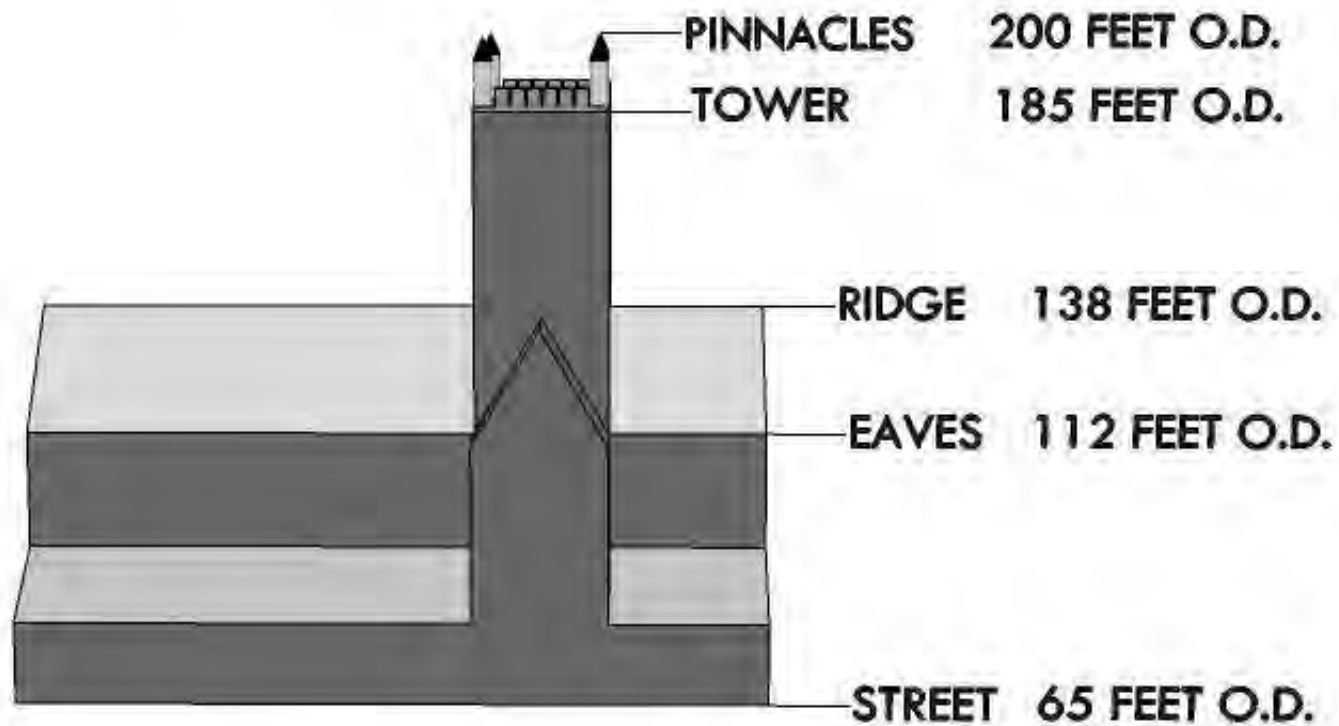 PINNACLES 200 FEET O.D.
TOWER 185 FEET O.D.
RIDGE 138 FEET O.D.
EAVES 112 FEET O.D.
STREET 65 FEET O.D.